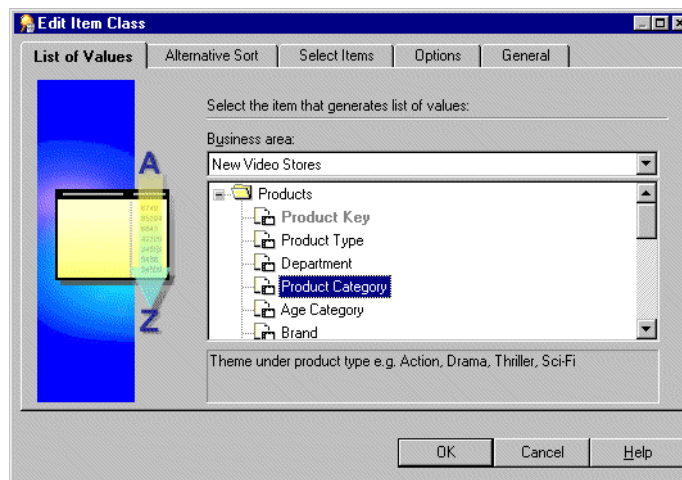 Edit Item Class
List of Values Alternative Sort Select Items Options General
Select the item that generates list of values:
Business area:
New Video Stores
Products
Product Key
Product Type
Department
Product Category
Age Category
Brand
A
Z
Theme under product type e.g. Action, Drama, Thriller, Sci-Fi
OK Cancel Help